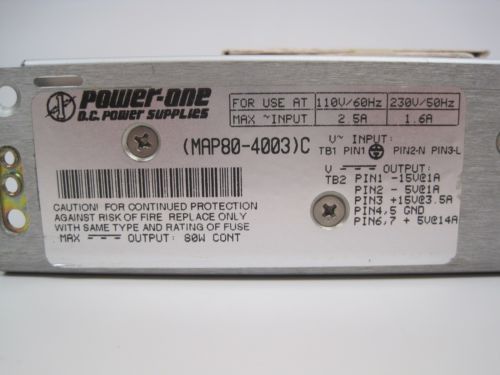 POWER-ONE
D.C. POWER SUPPLIES
FOR USE AT 110V/60Hz 230V/50Hz
MAX ~INPUT 2.5A 1.6A
(MAP80-4003)C
V~ INPUT:
TB1 PIN1 PIN2-N PIN3-L
V OUTPUT:
TB2 PIN1 -15V@1A
PIN2 - 5V@1A
PIN3 +15V@3.5A
PIN4,5 GND
PIN6,7 + 5V@14A
CAUTION! FOR CONTINUED PROTECTION
AGAINST RISK OF FIRE REPLACE ONLY
WITH SAME TYPE AND RATING OF FUSE
MAX OUTPUT: 80W CONT